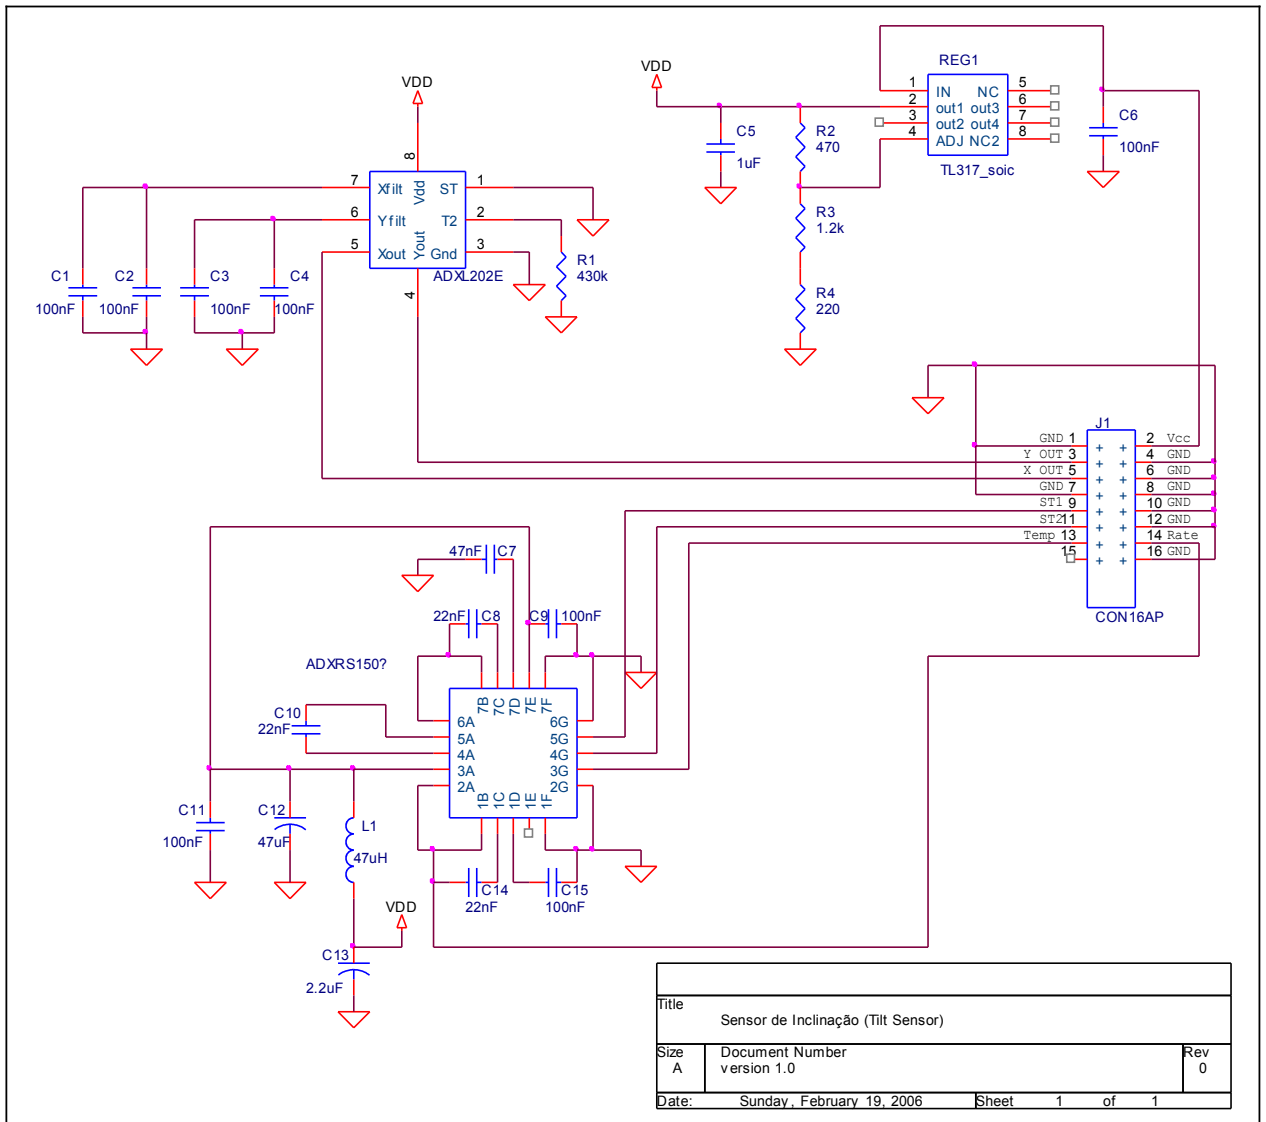 VDD
8
7 Xfilt Vdd ST 1
6 Yfilt T2 2
5 Xout Yout Gnd 3
4
ADXL202E
C1
100nF
C2
100nF
C3
100nF
C4
100nF
R1
430k
VDD
C5
1uF
R2
470
R3
1.2k
R4
220
REG1
1 IN NC 5
2 out1 out3 6
3 out2 out4 7
4 ADJ NC2 8
TL317_soic
C6
100nF
J1
GND 1 + + 2 Vcc
Y OUT 3 + + 4 GND
X OUT 5 + + 6 GND
GND 7 + + 8 GND
ST1 9 + + 10 GND
ST2 11 + + 12 GND
Temp 13 + + 14 Rate
15 + + 16 GND
CON16AP
47nF C7
22nF C8
C9 100nF
ADXRS150?
7B 7C 7D 7E 7F
6A 6G
5A 5G
4A 4G
3A 3G
2A 2G
1B 1C 1D 1E 1F
C10
22nF
C11
100nF
C12
47uF
L1
47uH
C14
22nF
C15
100nF
VDD
C13
2.2uF
Title
Sensor de Inclinação (Tilt Sensor)
Size
A
Document Number
version 1.0
Rev
0
Date: Sunday, February 19, 2006 Sheet 1 of 1